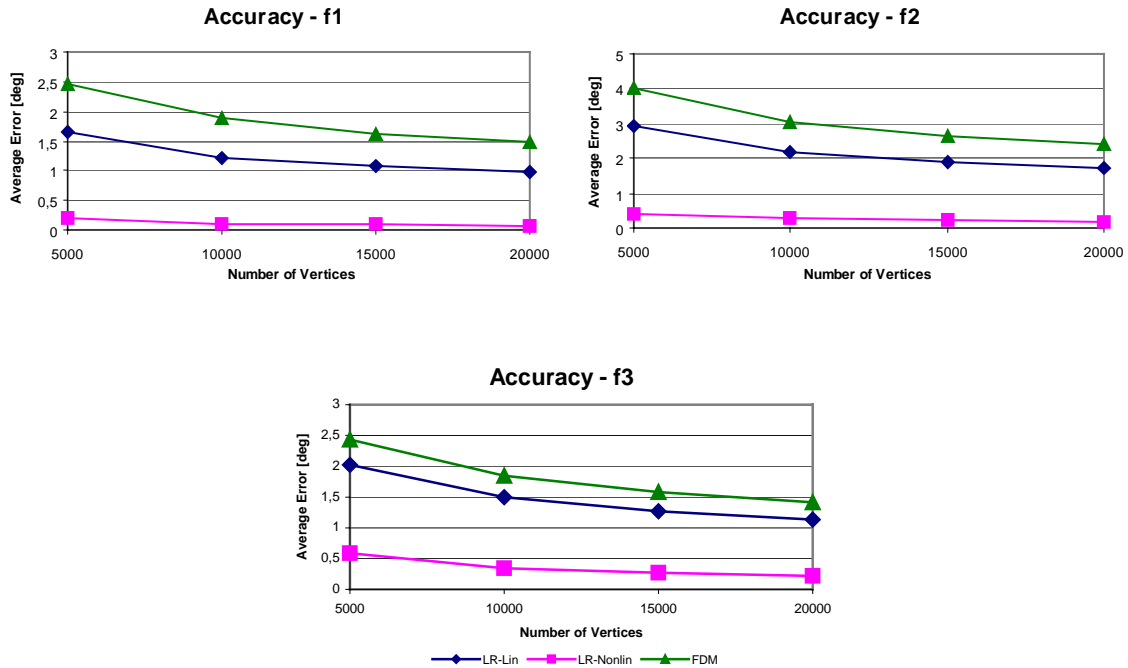 Accuracy - f1
3
2,5
2
1,5
1
0,5
0
Average Error [deg]
5000 10000 15000 20000
Number of Vertices
Accuracy - f2
5
4
3
2
1
0
Average Error [deg]
5000 10000 15000 20000
Number of Vertices
Accuracy - f3
3
2,5
2
1,5
1
0,5
0
Average Error [deg]
5000 10000 15000 20000
Number of Vertices
LR-Lin LR-Nonlin FDM